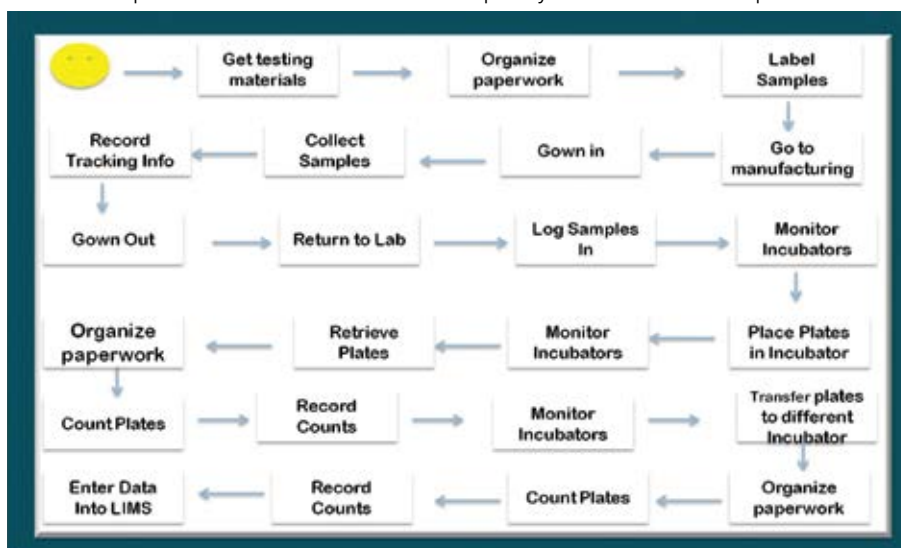 Get testing
materials
Organize
paperwork
Label
Samples
Record
Tracking Info
Collect
Samples
Gown in
Go to
manufacturing
Gown Out
Return to Lab
Log Samples
In
Monitor
Incubators
Organize
paperwork
Retrieve
Plates
Monitor
Incubators
Place Plates
in Incubator
Count Plates
Record
Counts
Monitor
Incubators
Transfer plates
to different
Incubator
Enter Data
Into LIMS
Record
Counts
Count Plates
Organize
paperwork